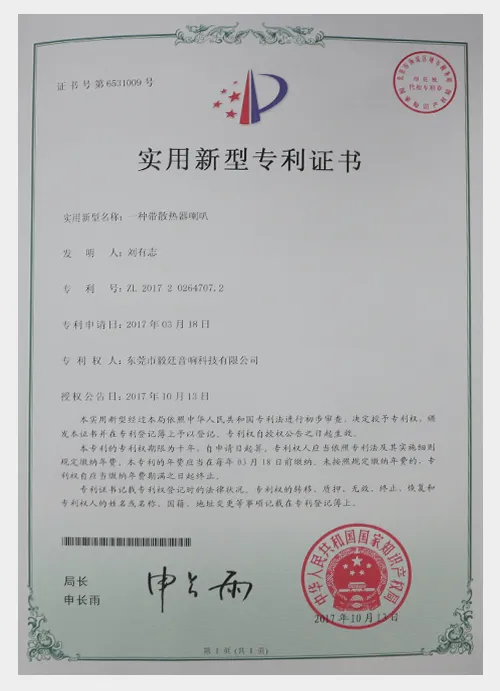 证书号第6531009号
实用新型专利证书
实用新型名称：一种带散热器喇叭
发明人：刘有志
专利号：ZL 2017 2 0264707.2
专利申请日：2017年03月18日
专利权人：东莞市毅廷音响科技有限公司
授权公告日：2017年10月13日
本实用新型经过本局依照中华人民共和国专利法进行初步审查，决定授予专利权，颁
发本证书并在专利登记簿上予以登记。专利权自授权公告之日起生效。
本专利的专利权期限为十年，自申请日起算。专利权人应当依照专利法及其实施细则
规定缴纳年费。本专利的年费应当在每年03月18日前缴纳。未按照规定缴纳年费的，专
利权自应当缴纳年费期满之日起终止。
专利证书记载专利权登记时的法律状况。专利权的转移、质押、无效、终止、恢复和
专利权人的姓名或名称、国籍、地址变更等事项记载在专利登记簿上。
局长
申长雨
申长雨
中华人民共和国国家知识产权局
2017年10月13日
第1页(共1页)